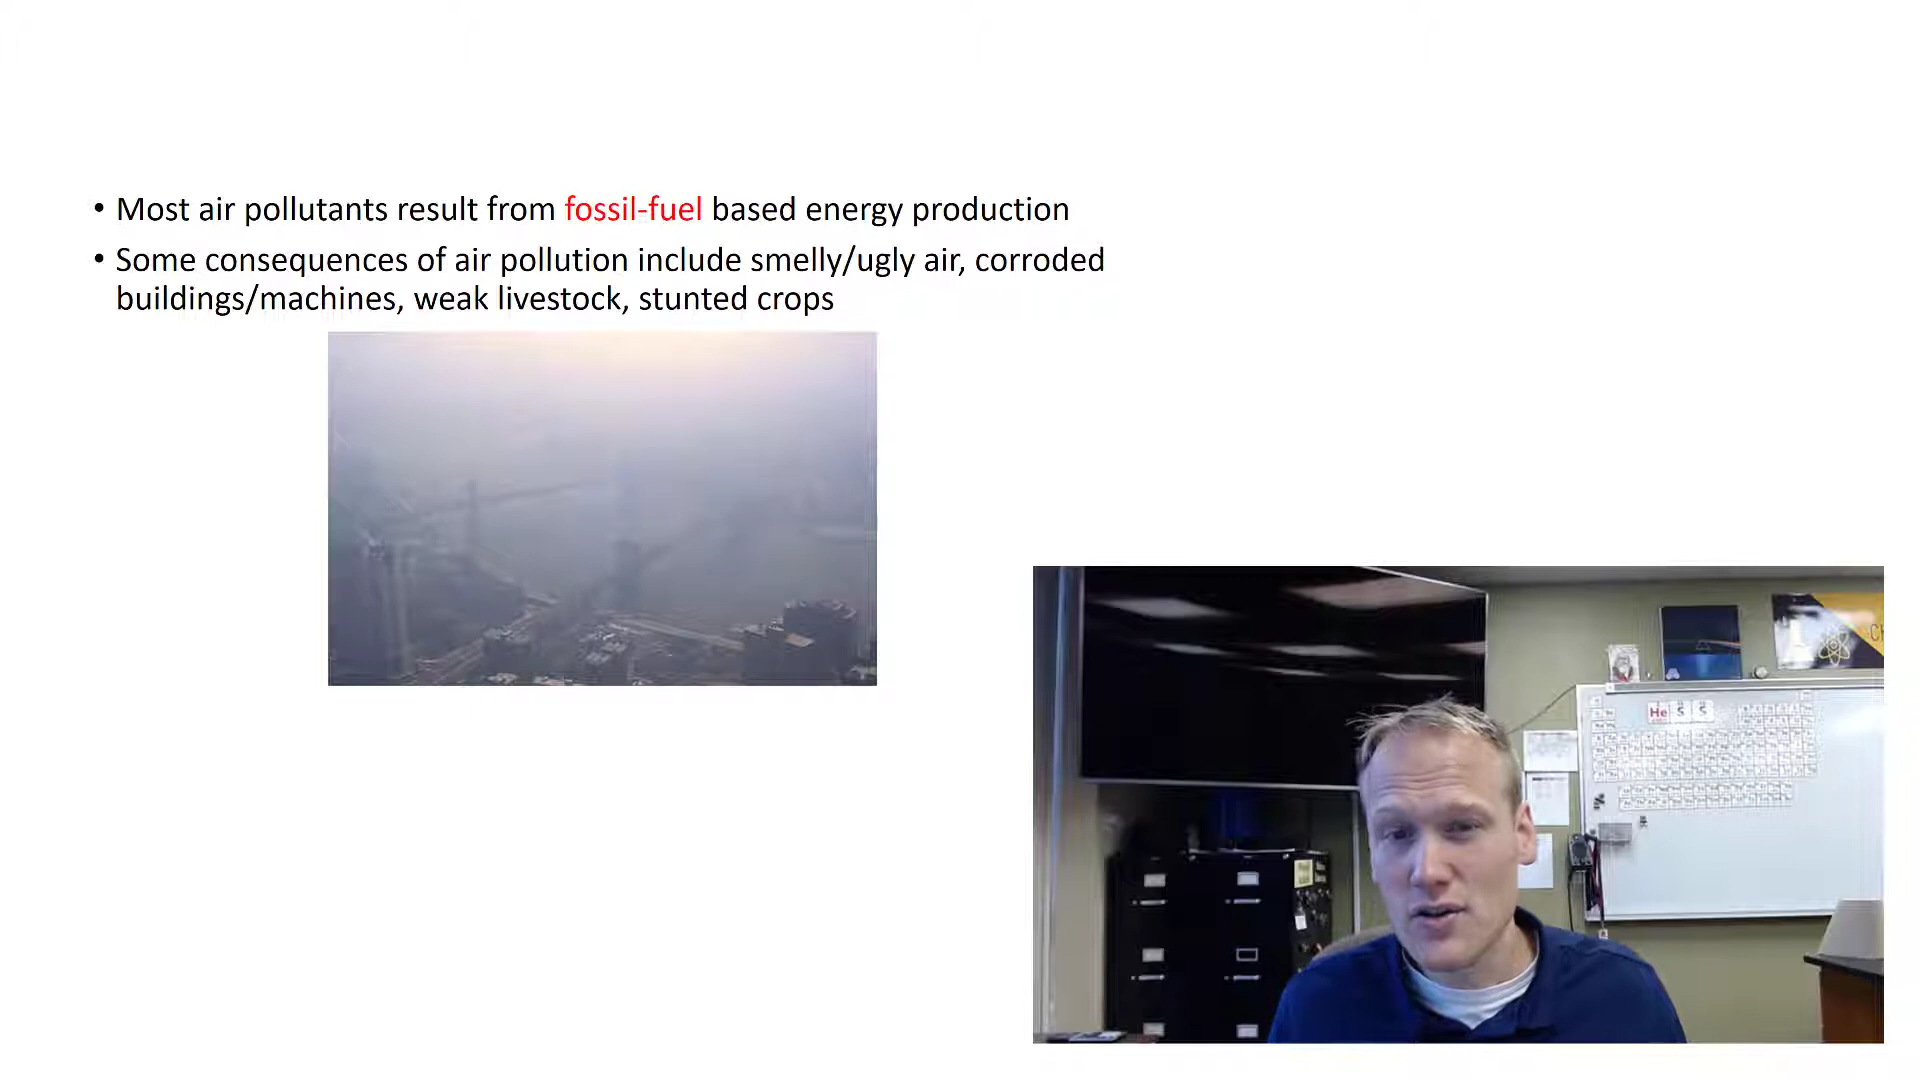 • Most air pollutants result from fossil-fuel based energy production
• Some consequences of air pollution include smelly/ugly air, corroded
buildings/machines, weak livestock, stunted crops
He S S